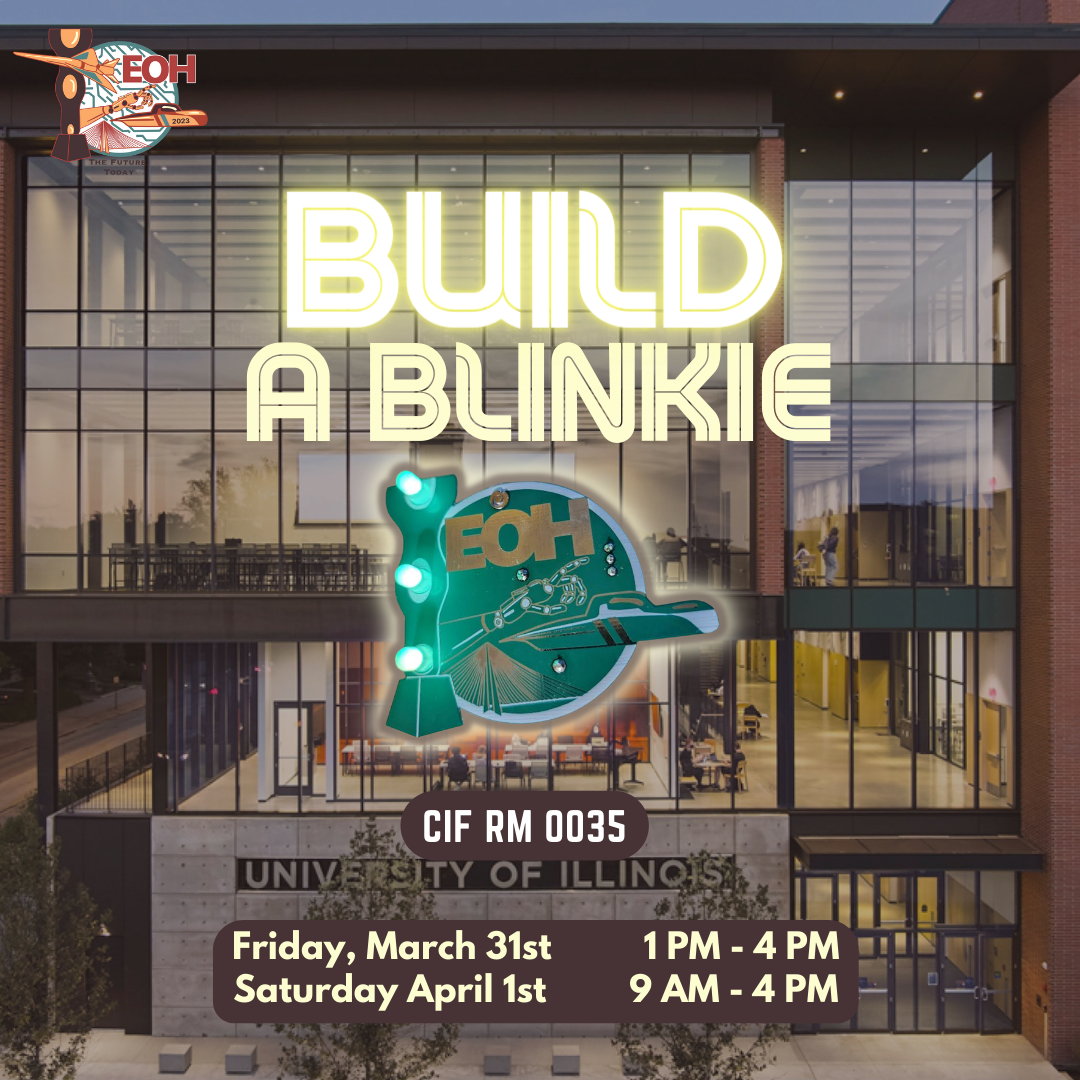 EOH
2023
THE FUTURE
TODAY
BUILD
A BLINKIE
EOH
CIF RM 0035
UNIVERSITY OF ILLINOIS
Friday, March 31st 1 PM - 4 PM
Saturday April 1st 9 AM - 4 PM